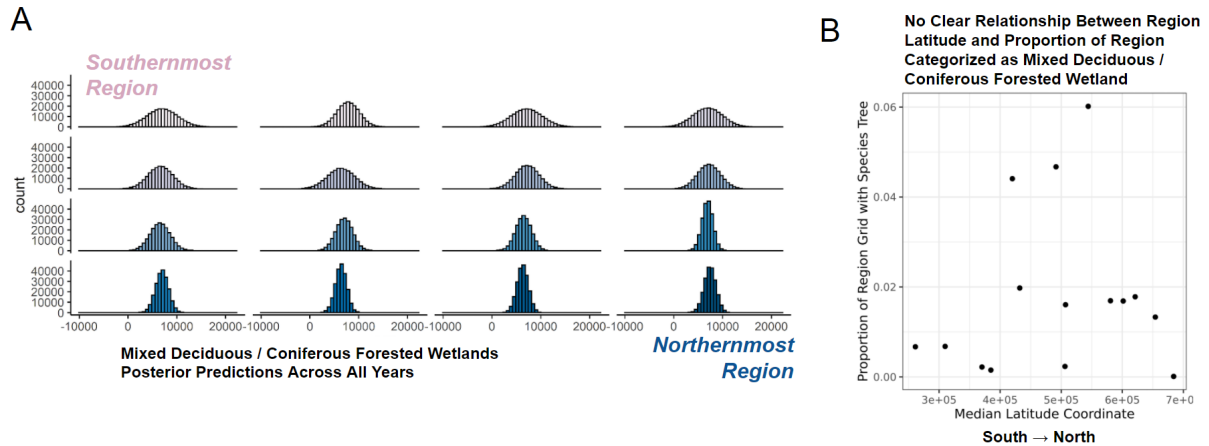 A
Southernmost
Region
40000
30000
20000
10000
0
40000
30000
20000
10000
0
count
40000
30000
20000
10000
0
40000
30000
20000
10000
0
-10000 0 10000 20000 -10000 0 10000 20000 -10000 0 10000 20000 -10000 0 10000 20000
Mixed Deciduous / Coniferous Forested Wetlands
Posterior Predictions Across All Years
Northernmost
Region
B
No Clear Relationship Between Region
Latitude and Proportion of Region
Categorized as Mixed Deciduous /
Coniferous Forested Wetland
Proportion of Region Grid with Species Tree
0.06
0.04
0.02
0.00
3e+05 4e+05 5e+05 6e+05 7e+0
Median Latitude Coordinate
South → North